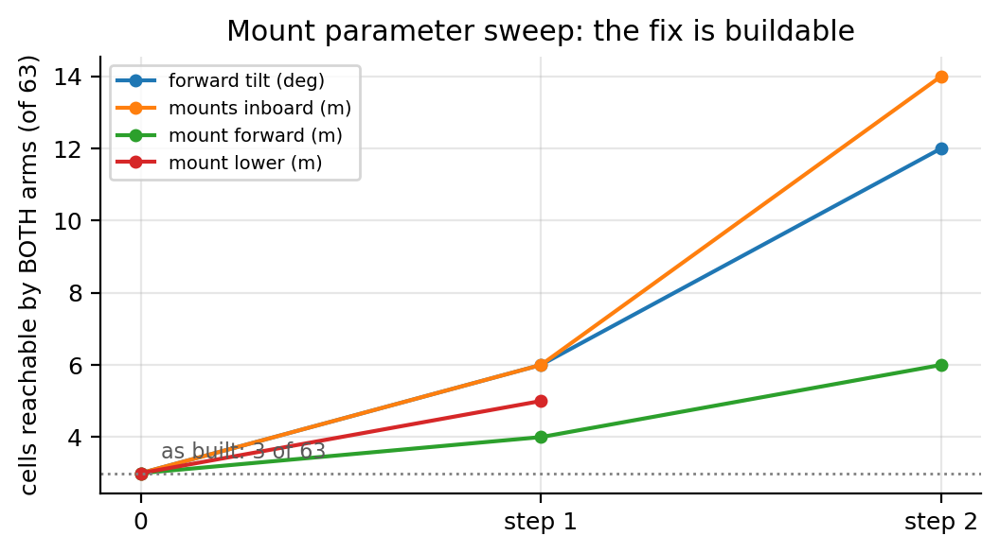 Mount parameter sweep: the fix is buildable
cells reachable by BOTH arms (of 63)
14
12
10
8
6
4
forward tilt (deg)
mounts inboard (m)
mount forward (m)
mount lower (m)
as built: 3 of 63
0
step 1
step 2